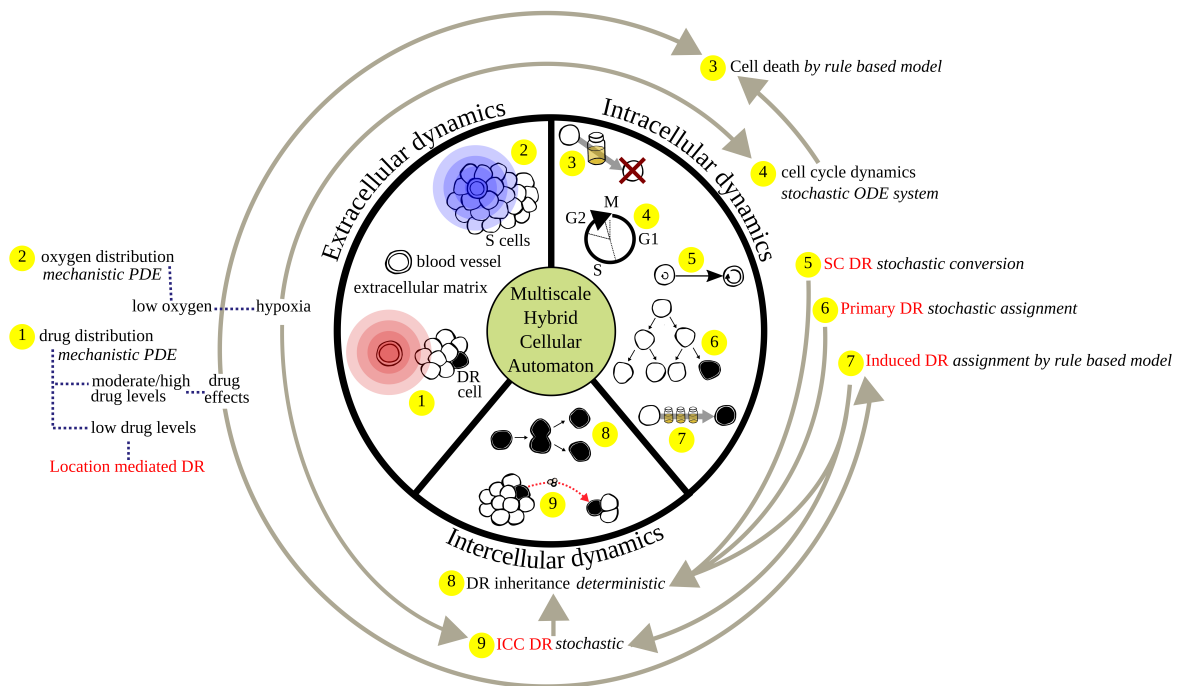 3 Cell death by rule based model
4 cell cycle dynamics
stochastic ODE system
Extracellular dynamics
Intracellular dynamics
2
S cells
blood vessel
extracellular matrix
DR
cell
1
3
M
G2
4
G1
S
5
6
7
Multiscale
Hybrid
Cellular
Automaton
8
9
Intercellular dynamics
2 oxygen distribution
mechanistic PDE
low oxygen
hypoxia
1 drug distribution
mechanistic PDE
moderate/high
drug levels
drug
effects
low drug levels
Location mediated DR
5 SC DR stochastic conversion
6 Primary DR stochastic assignment
7 Induced DR assignment by rule based model
8 DR inheritance deterministic
9 ICC DR stochastic